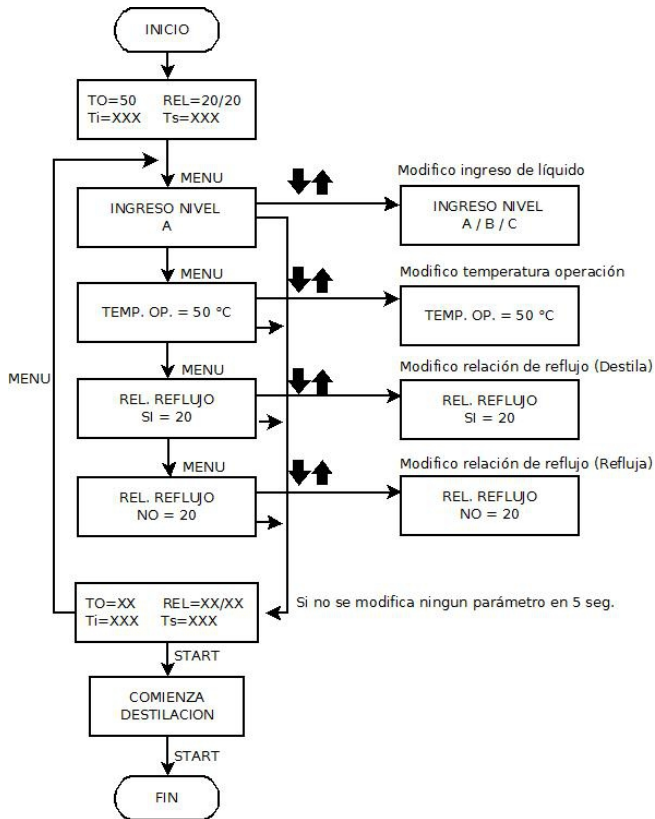 INICIO
TO=50 REL=20/20
Ti=XXX Ts=XXX
MENU
Modifico ingreso de líquido
INGRESO NIVEL
A
INGRESO NIVEL
A / B / C
MENU
Modifico temperatura operación
TEMP. OP. = 50 °C
TEMP. OP. = 50 °C
MENU
Modifico relación de reflujo (Destila)
MENU
REL. REFLUJO
SI = 20
REL. REFLUJO
SI = 20
MENU
Modifico relación de reflujo (Refluja)
REL. REFLUJO
NO = 20
REL. REFLUJO
NO = 20
TO=XX REL=XX/XX
Ti=XXX Ts=XXX
Si no se modifica ningun parámetro en 5 seg.
START
COMIENZA
DESTILACION
START
FIN